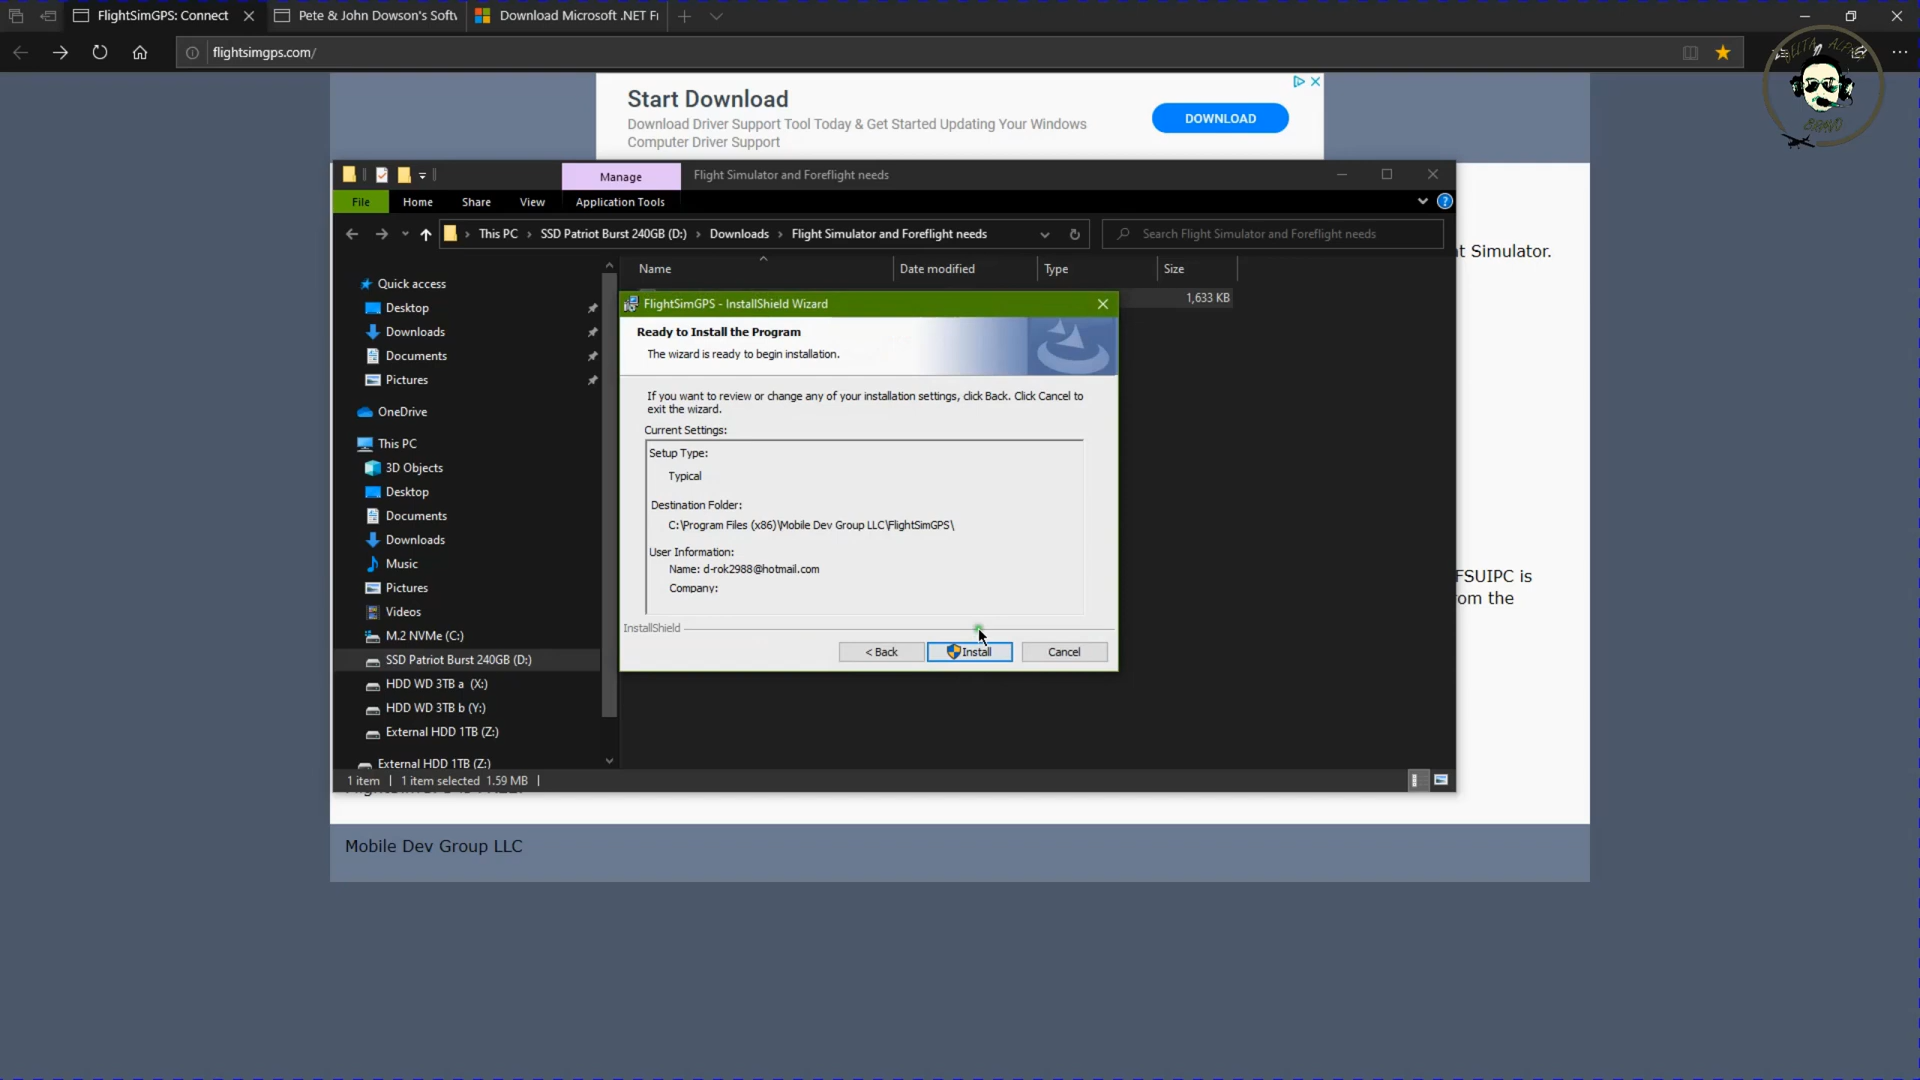 FlightSimGPS: Connect
Pete & John Dowson's Softw
Download Microsoft .NET Fr
flightsimgps.com/
Start Download
Download Driver Support Tool Today & Get Started Updating Your Windows
Computer Driver Support
DOWNLOAD
DELTA ALPHA
BRAVO
Manage
Flight Simulator and Foreflight needs
File
Home
Share
View
Application Tools
This PC
SSD Patriot Burst 240GB (D:)
Downloads
Flight Simulator and Foreflight needs
Search Flight Simulator and Foreflight needs
t Simulator.
Name
Date modified
Type
Size
1,633 KB
Quick access
Desktop
Downloads
Documents
Pictures
OneDrive
This PC
3D Objects
Desktop
Documents
Downloads
Music
Pictures
Videos
M.2 NVMe (C:)
SSD Patriot Burst 240GB (D:)
HDD WD 3TB a (X:)
HDD WD 3TB b (Y:)
External HDD 1TB (Z:)
External HDD 1TB (Z:)
FlightSimGPS - InstallShield Wizard
Ready to Install the Program
The wizard is ready to begin installation.
If you want to review or change any of your installation settings, click Back. Click Cancel to
exit the wizard.
Current Settings:
Setup Type:
Typical
Destination Folder:
C:\Program Files (x86)\Mobile Dev Group LLC\FlightSimGPS\
User Information:
Name: d-rok2988@hotmail.com
Company:
InstallShield
< Back
Install
Cancel
FSUIPC is
om the
1 item
1 item selected 1.59 MB
Mobile Dev Group LLC